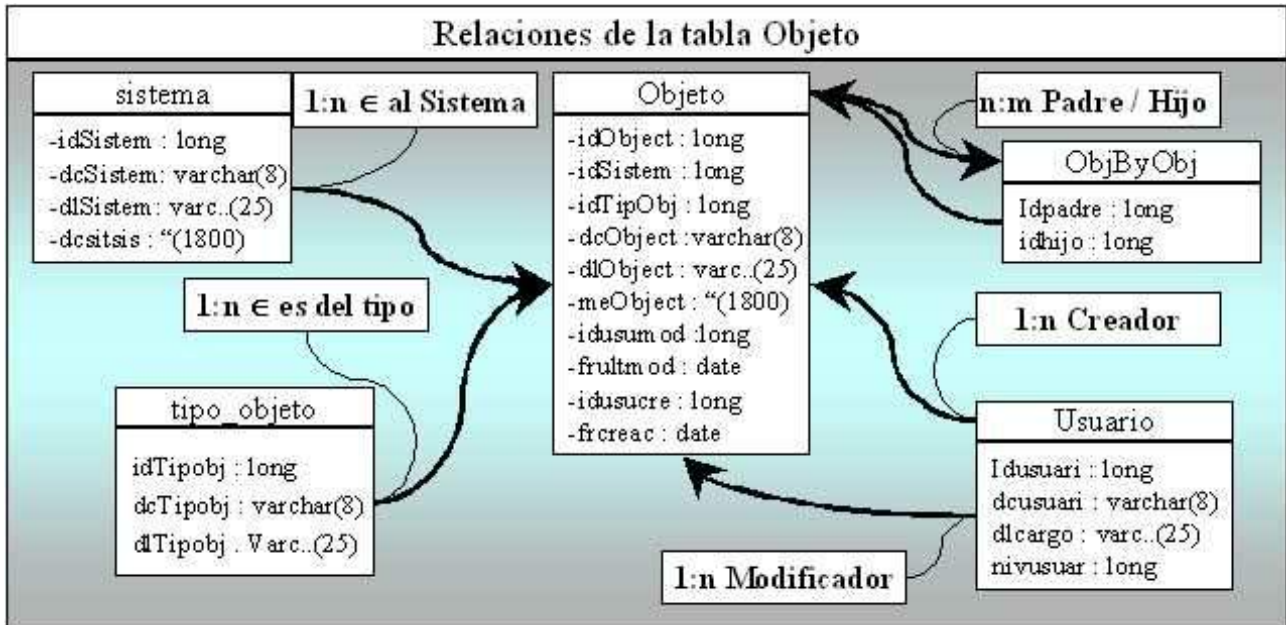 Relaciones de la tabla Objeto
sistema
-idSistem : long
-dcSistem: varchar(8)
-dlSistem: varc..(25)
-dcsitsis : “(1800)
1:n ∈ al Sistema
Objeto
-idObject : long
-idSistem : long
-idTipObj : long
-dcObject :varchar(8)
-dlObject : varc..(25)
-meObject : “(1800)
-idusumod :long
-frultmod : date
-idusucre : long
-frcreac : date
n:m Padre / Hijo
ObjByObj
Idpadre : long
idhijo : long
1:n ∈ es del tipo
1:n Creador
tipo_objeto
idTipobj : long
dcTipobj : varchar(8)
dlTipobj . Varc..(25)
Usuario
Idusuari : long
dcusuari : varchar(8)
dlcargo : varc..(25)
nivusuar : long
1:n Modificador